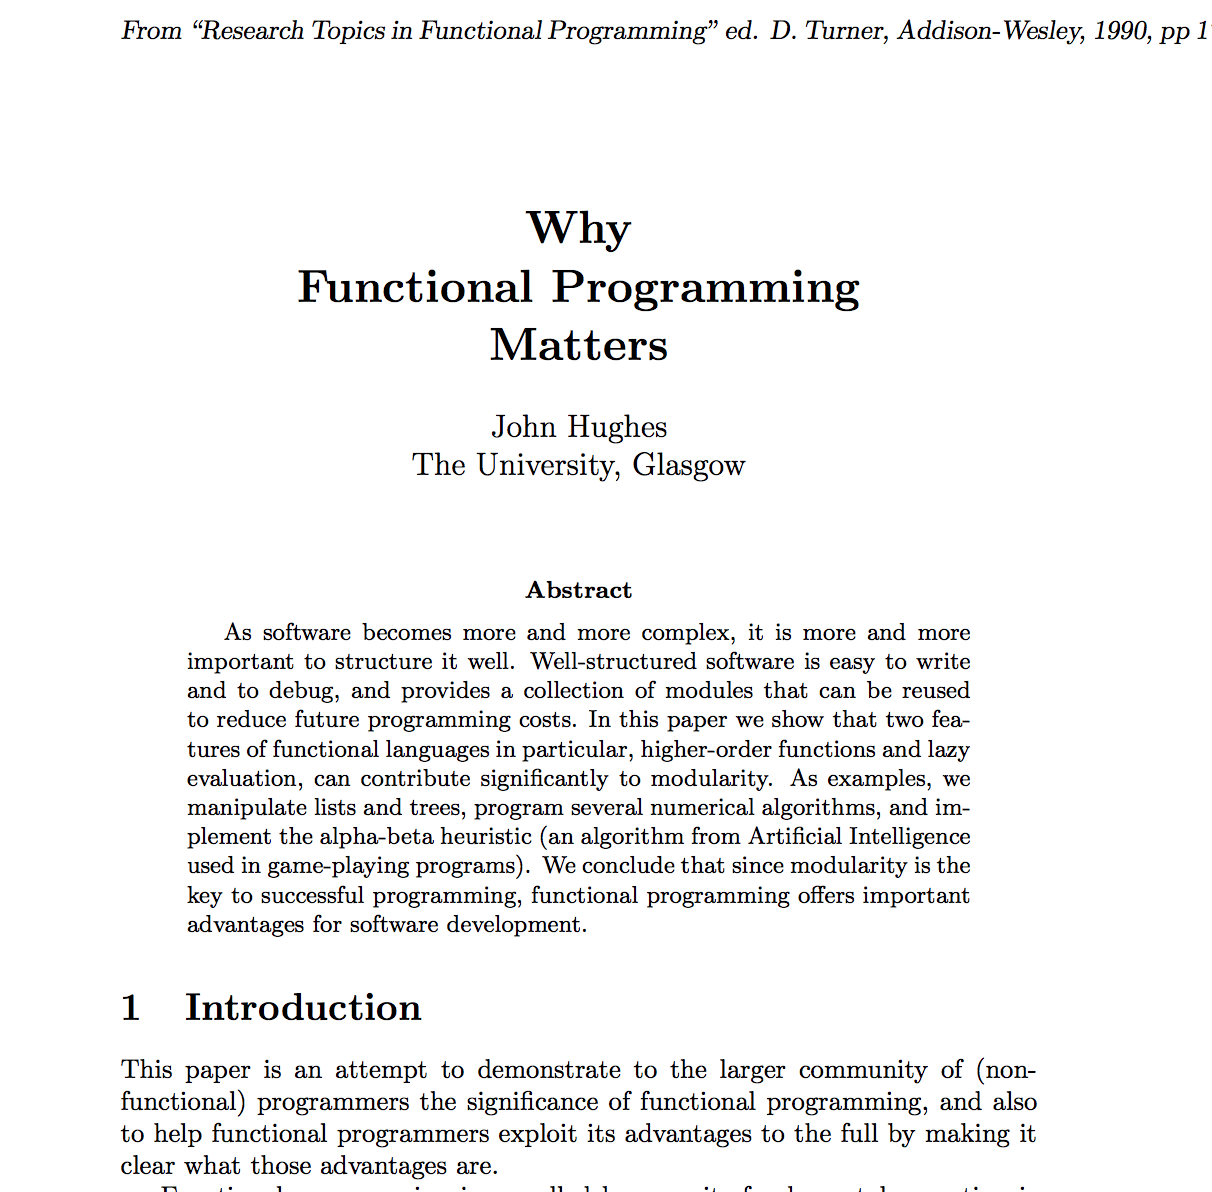 From “Research Topics in Functional Programming” ed. D. Turner, Addison-Wesley, 1990, pp
Why
Functional Programming
Matters
John Hughes
The University, Glasgow
Abstract
As software becomes more and more complex, it is more and more
important to structure it well. Well-structured software is easy to write
and to debug, and provides a collection of modules that can be reused
to reduce future programming costs. In this paper we show that two fea-
tures of functional languages in particular, higher-order functions and lazy
evaluation, can contribute significantly to modularity. As examples, we
manipulate lists and trees, program several numerical algorithms, and im-
plement the alpha-beta heuristic (an algorithm from Artificial Intelligence
used in game-playing programs). We conclude that since modularity is the
key to successful programming, functional programming offers important
advantages for software development.
1 Introduction
This paper is an attempt to demonstrate to the larger community of (non-
functional) programmers the significance of functional programming, and also
to help functional programmers exploit its advantages to the full by making it
clear what those advantages are.